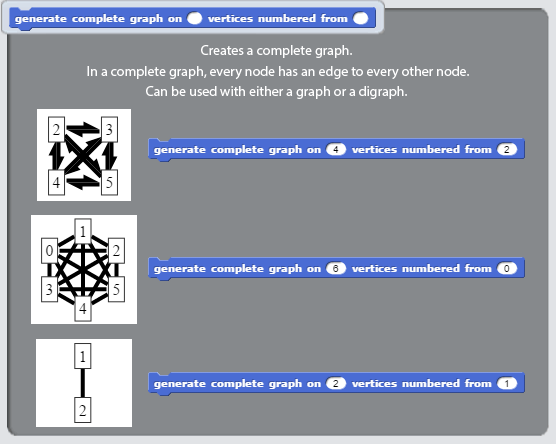 generate complete graph on vertices numbered from
Creates a complete graph.
In a complete graph, every node has an edge to every other node.
Can be used with either a graph or a digraph.
2 3
4 5
generate complete graph on 4 vertices numbered from 2
1
0 2
3 5
4
generate complete graph on 6 vertices numbered from 0
1
2
generate complete graph on 2 vertices numbered from 1